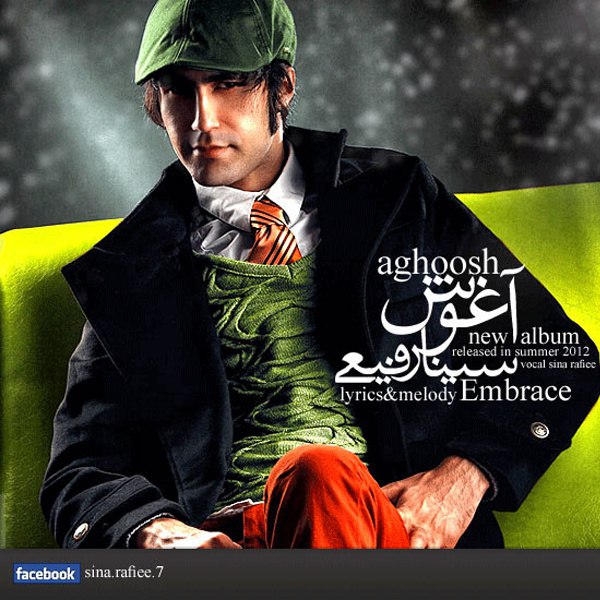 aghoosh
آغوش
new album
released in summer 2012
vocal sina rafiee
سینا رفیعی
lyrics&melody Embrace
facebook sina.rafiee.7